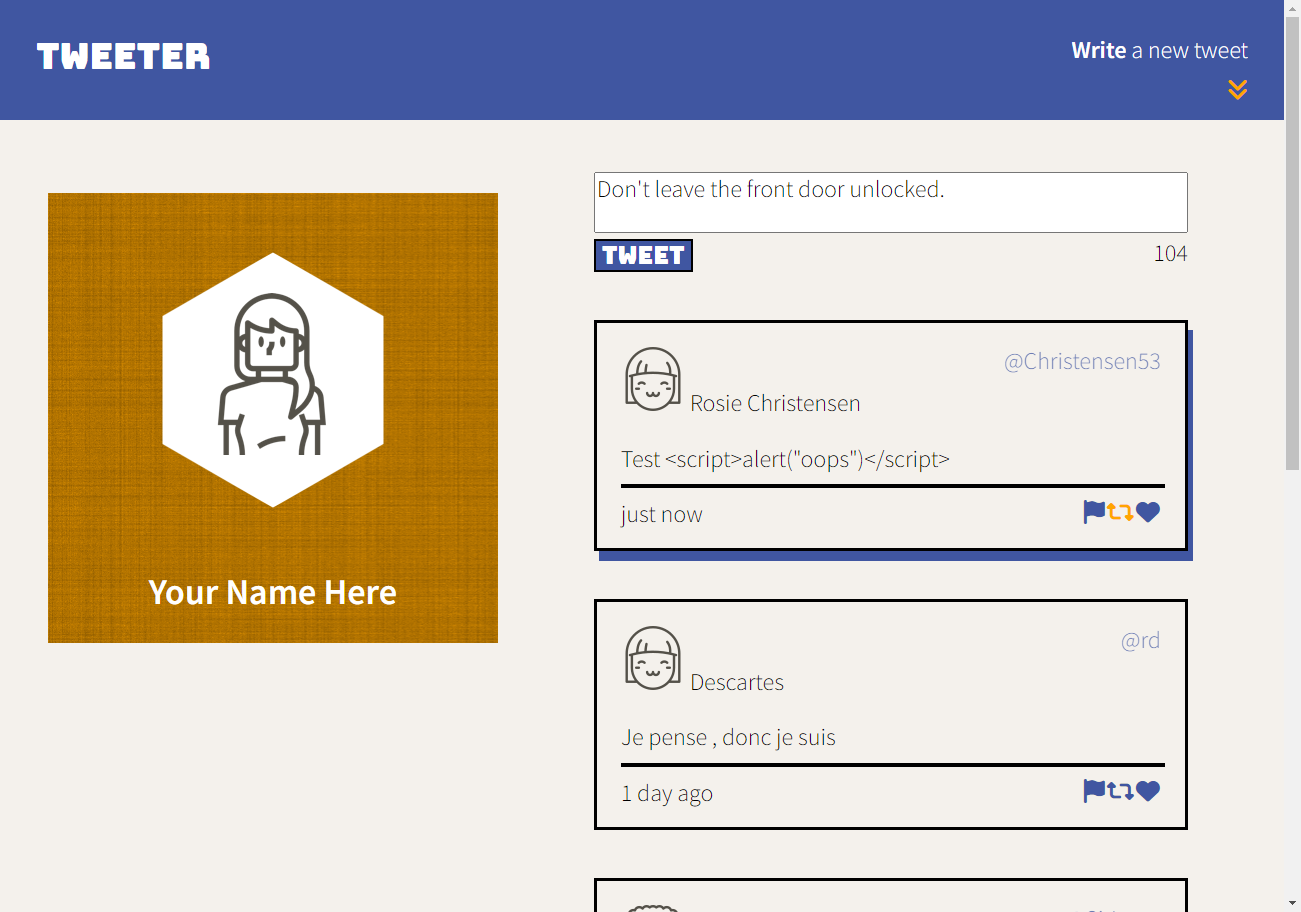 TWEETER
Write a new tweet
Don't leave the front door unlocked.
TWEET
104
Your Name Here
@Christensen53
Rosie Christensen
Test <script>alert("oops")</script>
just now
@rd
Descartes
Je pense , donc je suis
1 day ago